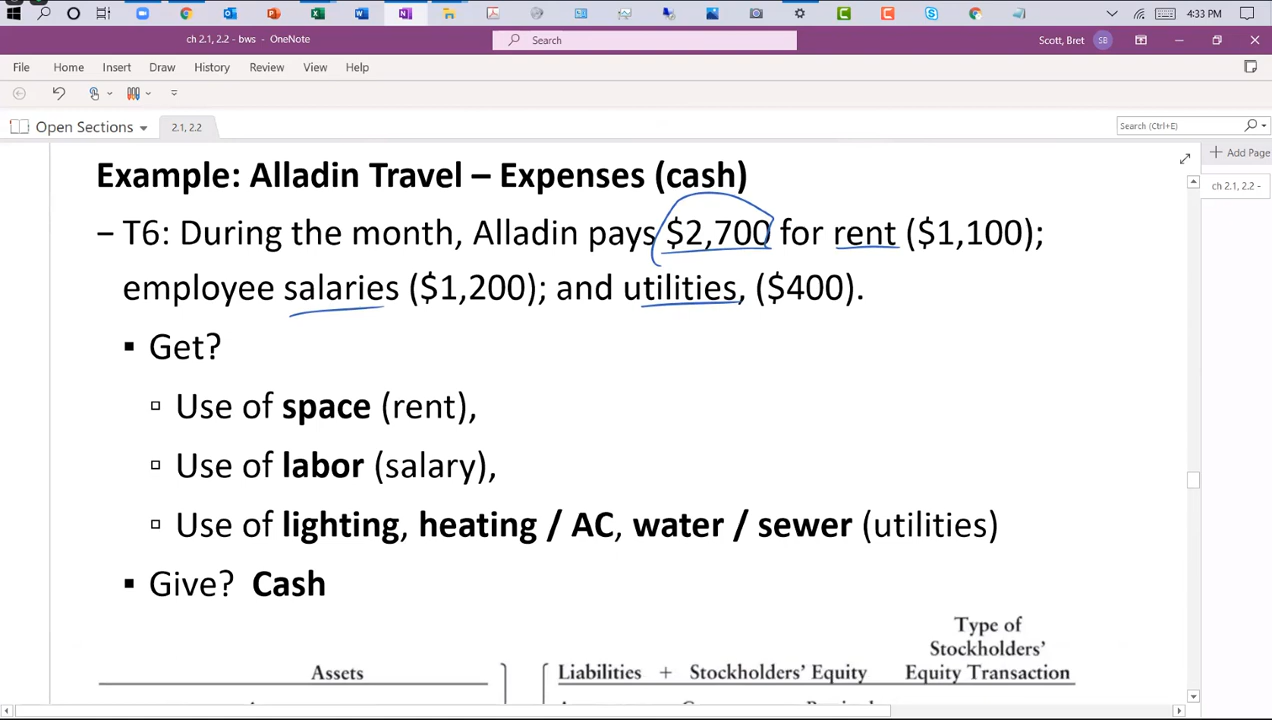 4:33 PM
ch 2.1, 2.2 - bws - OneNote
Search
Scott, Bret
SB
File Home Insert Draw History Review View Help
Open Sections
2.1, 2.2
Search (Ctrl+E)
Add Page
ch 2.1, 2.2 -
Example: Alladin Travel – Expenses (cash)
– T6: During the month, Alladin pays $2,700 for rent ($1,100);
employee salaries ($1,200); and utilities, ($400).
▪ Get?
▫ Use of space (rent),
▫ Use of labor (salary),
▫ Use of lighting, heating / AC, water / sewer (utilities)
▪ Give? Cash
Type of
Stockholders'
Assets Liabilities + Stockholders' Equity Equity Transaction